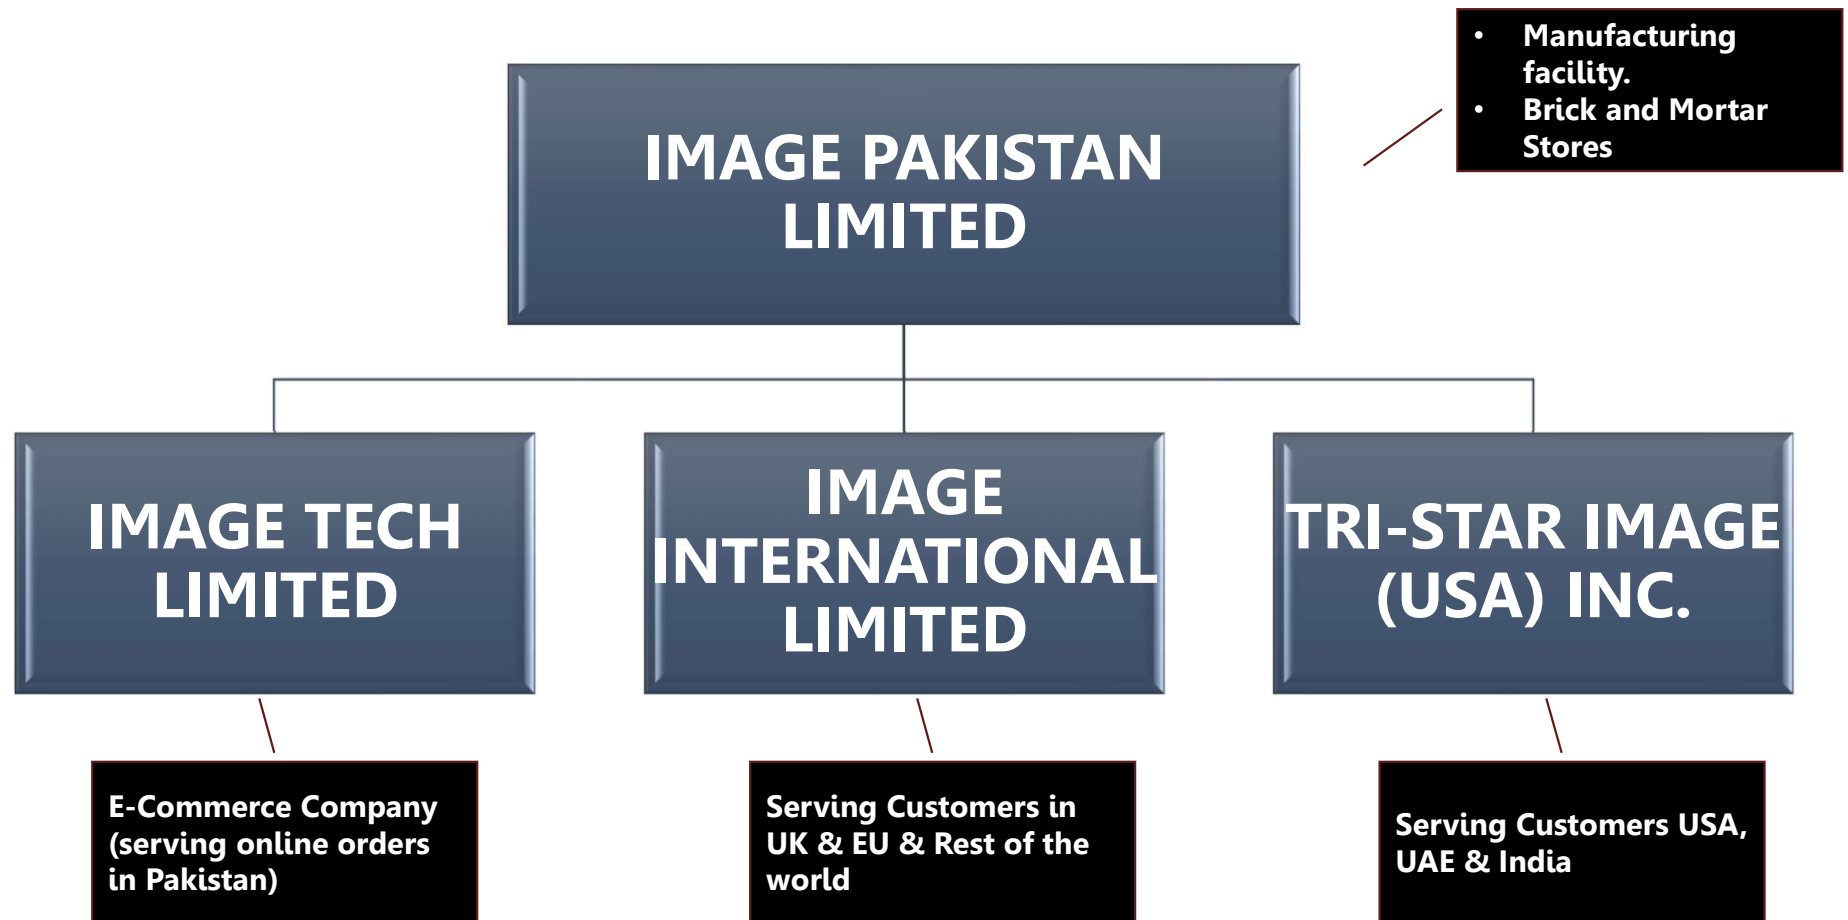 • Manufacturing
facility.
• Brick and Mortar
Stores
IMAGE PAKISTAN
LIMITED
IMAGE TECH
LIMITED
IMAGE
INTERNATIONAL
LIMITED
TRI-STAR IMAGE
(USA) INC.
E-Commerce Company
(serving online orders
in Pakistan)
Serving Customers in
UK & EU & Rest of the
world
Serving Customers USA,
UAE & India